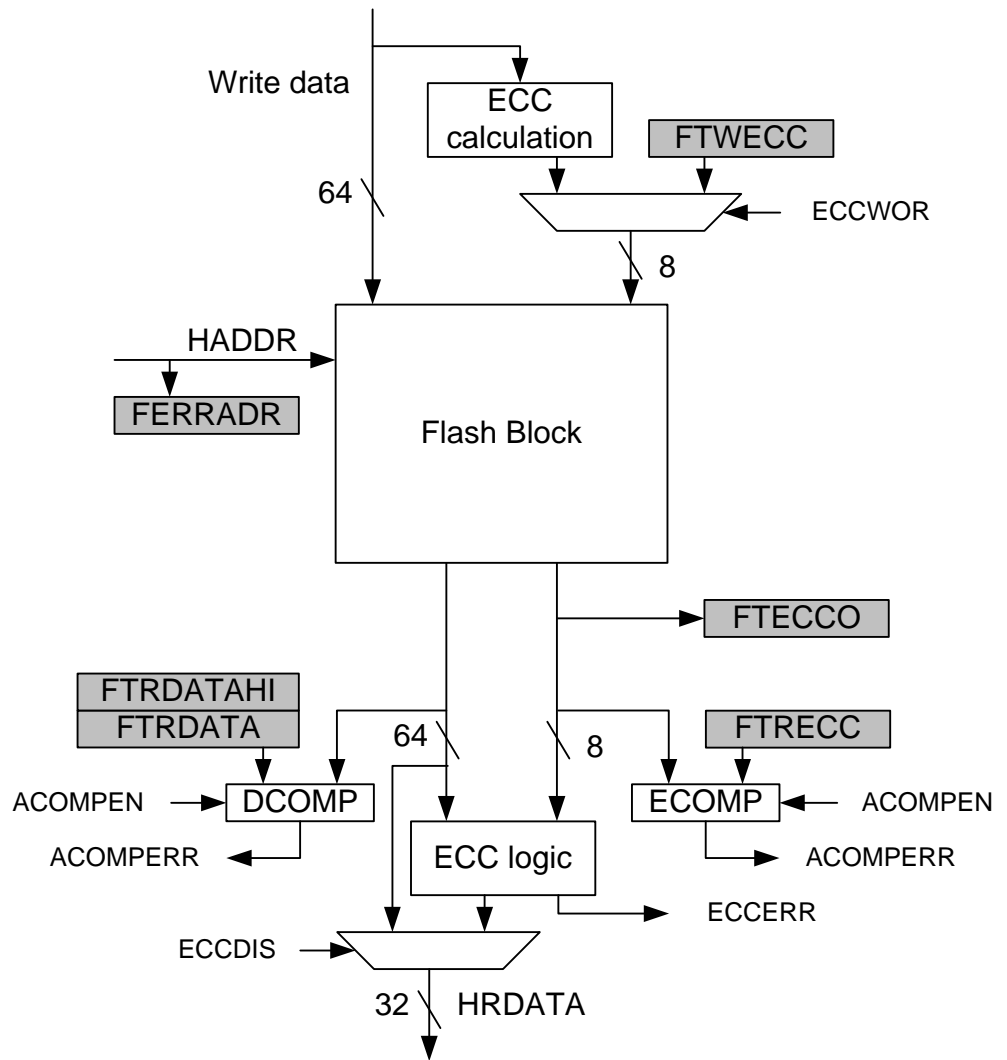 Write data
ECC
calculation
FTWECC
64
ECCWOR
8
HADDR
FERRADR
Flash Block
FTECCO
FTRDATAHI
FTRDATA
64
8
FTRECC
ACOMPEN
DCOMP
ECOMP
ACOMPEN
ACOMPERR
ECC logic
ACOMPERR
ECCERR
ECCDIS
32
HRDATA